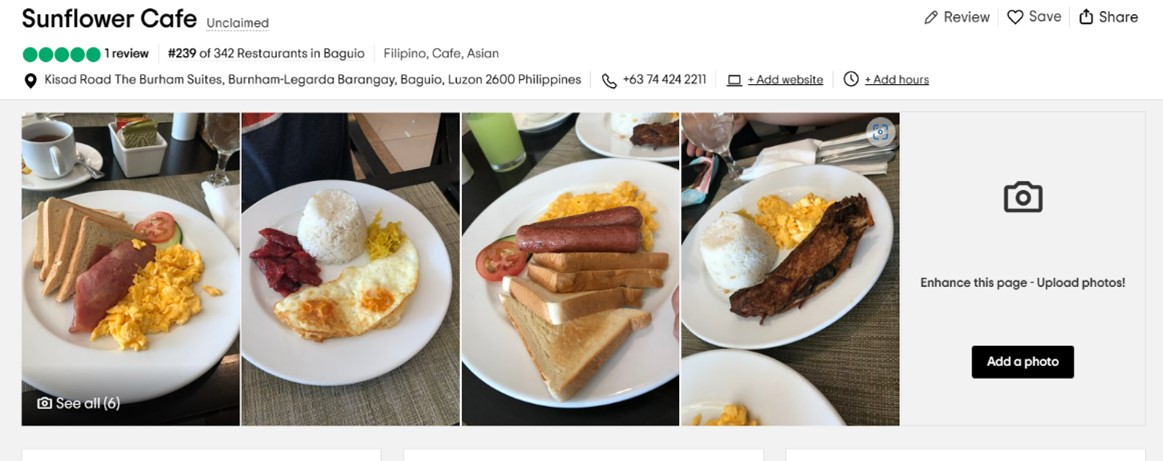 Sunflower Cafe Unclaimed
Review Save Share
1 review #239 of 342 Restaurants in Baguio Filipino, Cafe, Asian
Kisad Road The Burham Suites, Burnham-Legarda Barangay, Baguio, Luzon 2600 Philippines +63 74 424 2211 + Add website + Add hours
Enhance this page - Upload photos!
Add a photo
See all (6)